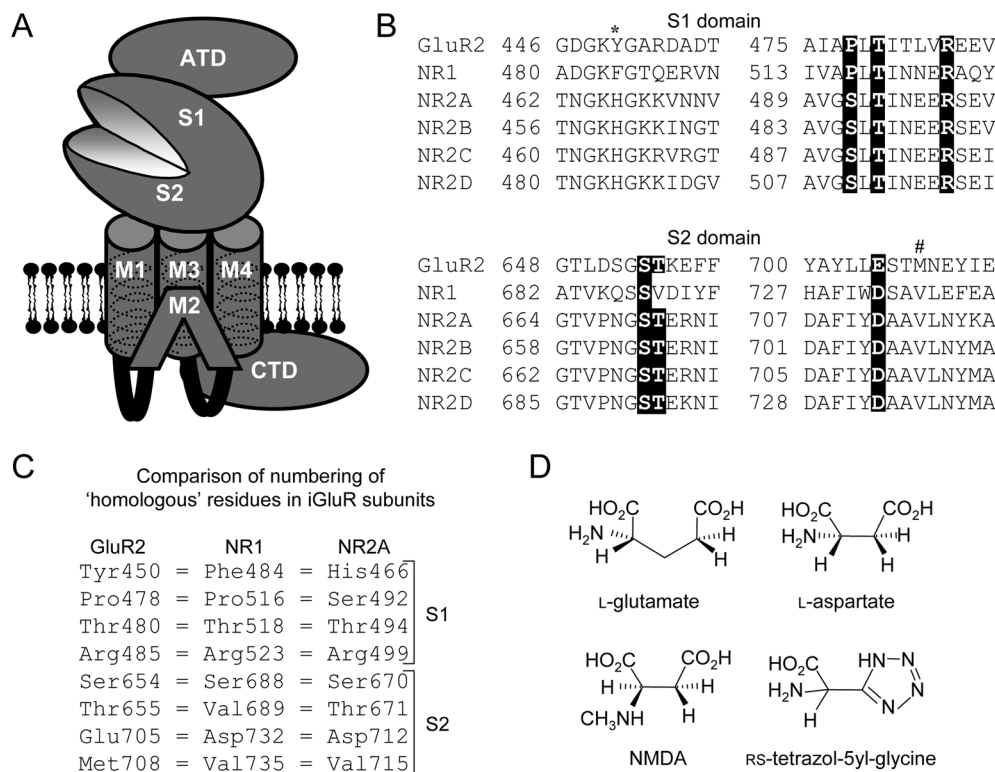 A
ATD
S1
S2
M1 M3 M4
M2
CTD
B
S1 domain
*
GluR2 446 GDGKYGARDADT 475 AIAPLTITLVREEV
NR1 480 ADGKFGTQERVN 513 IVAPLTINNERAQY
NR2A 462 TNGKHGKKVNNV 489 AVGSLTINEERSEV
NR2B 456 TNGKHGKKINGT 483 AVGSLTINEERSEV
NR2C 460 TNGKHGKRVRGT 487 AVGSLTINEERSEI
NR2D 480 TNGKHGKKIDGV 507 AVGSLTINEERSEI
S2 domain
#
GluR2 648 GTLDSGSTKEFF 700 YAYLLESTMNEYIE
NR1 682 ATVKQSSVDIYF 727 HAFIWDSAVLEFEA
NR2A 664 GTVPNGSTERNI 707 DAFIYDAAVLNYKA
NR2B 658 GTVPNGSTERNI 701 DAFIYDAAVLNYMA
NR2C 662 GTVPNGSTERNI 705 DAFIYDAAVLNYMA
NR2D 685 GTVPNGSTEKNI 728 DAFIYDAAVLNYMA
C
Comparison of numbering of
'homologous' residues in iGluR subunits
GluR2 NR1 NR2A
Tyr450 = Phe484 = His466
Pro478 = Pro516 = Ser492
Thr480 = Thr518 = Thr494
Arg485 = Arg523 = Arg499
S1
Ser654 = Ser688 = Ser670
Thr655 = Val689 = Thr671
Glu705 = Asp732 = Asp712
Met708 = Val735 = Val715
S2
D
HO₂C CO₂H
H₂N H
H H
L-glutamate
HO₂C CO₂H
H₂N H
H H
L-aspartate
HO₂C CO₂H
H H
CH₃NH H
NMDA
HO₂C HN N
H₂N N
H N
RS-tetrazol-5yl-glycine